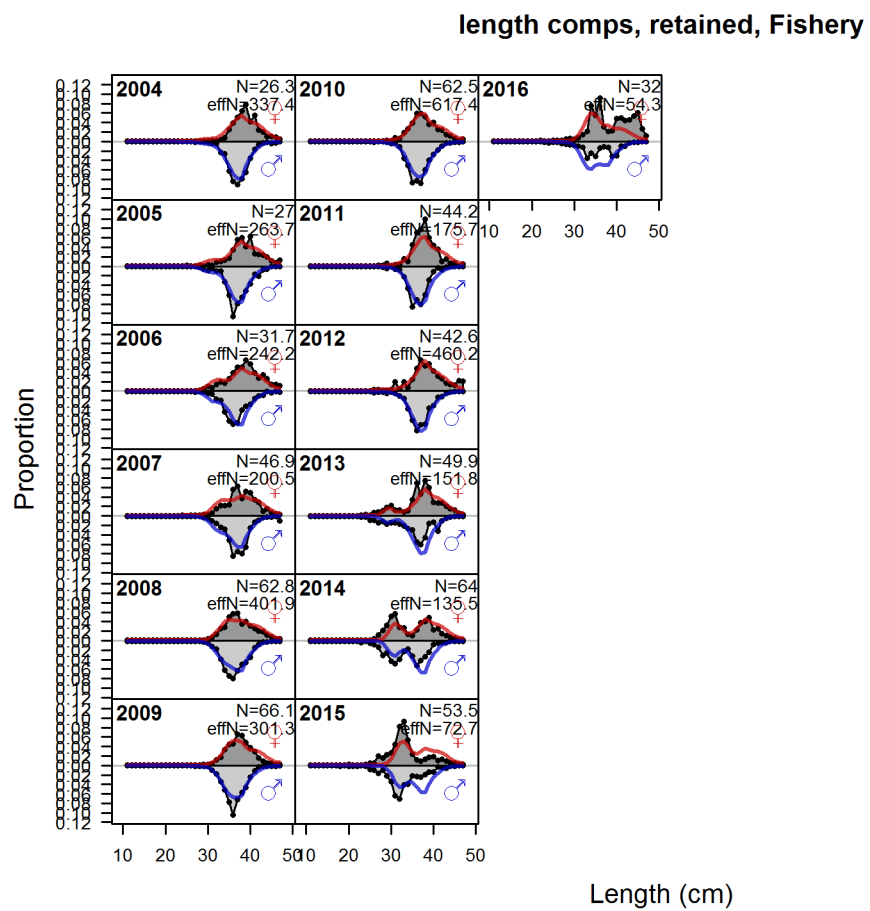 length comps, retained, Fishery
Proportion
2004
N=26.3
effN=337.4
♀
♂
2005
N=27
effN=263.7
♀
♂
2006
N=31.7
effN=242.2
♀
♂
2007
N=46.9
effN=200.5
♀
♂
2008
N=62.8
effN=401.9
♀
♂
2009
N=66.1
effN=301.3
♀
♂
10 20 30 40 50
2010
N=62.5
effN=617.4
♀
♂
2011
N=44.2
effN=175.7
♀
♂
2012
N=42.6
effN=460.2
♀
♂
2013
N=49.9
effN=151.8
♀
♂
2014
N=64
effN=135.5
♀
♂
2015
N=53.5
effN=72.7
♀
♂
10 20 30 40 50
2016
N=32
effN=54.3
♀
♂
10 20 30 40 50
Length (cm)